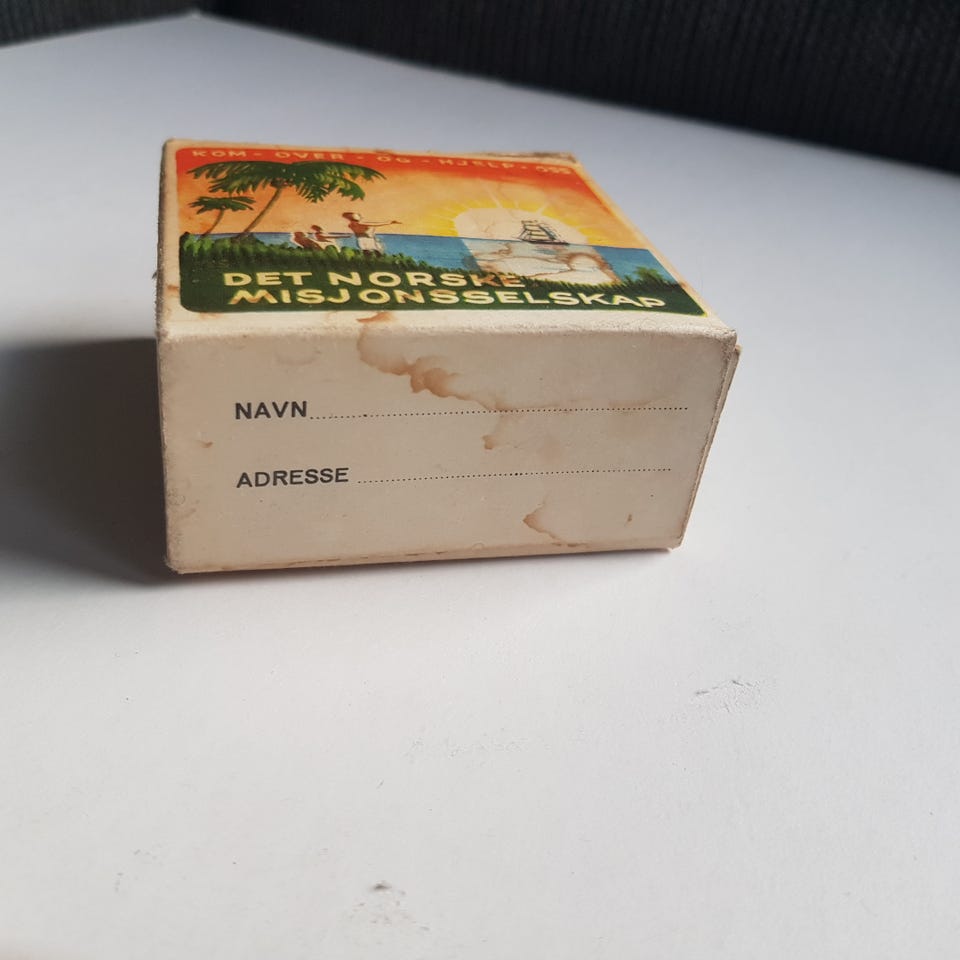 KOM - OVER - OG - HJELP - OSS
DET NORSKE
MISJONSSELSKAP
NAVN
ADRESSE